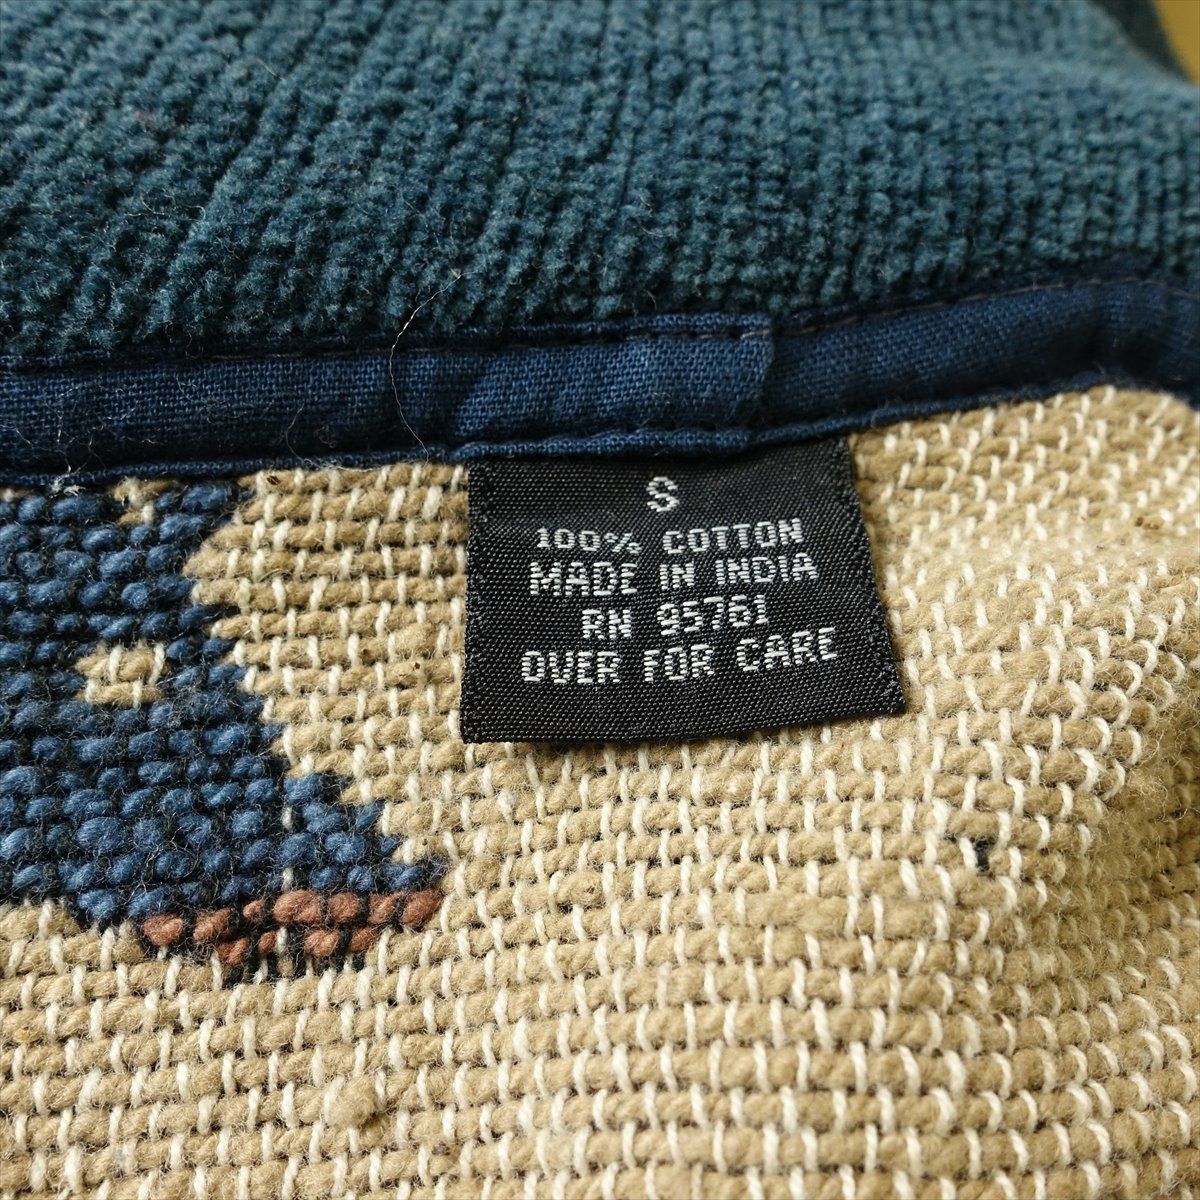 S
100% COTTON
MADE IN INDIA
RN 95761
OVER FOR CARE